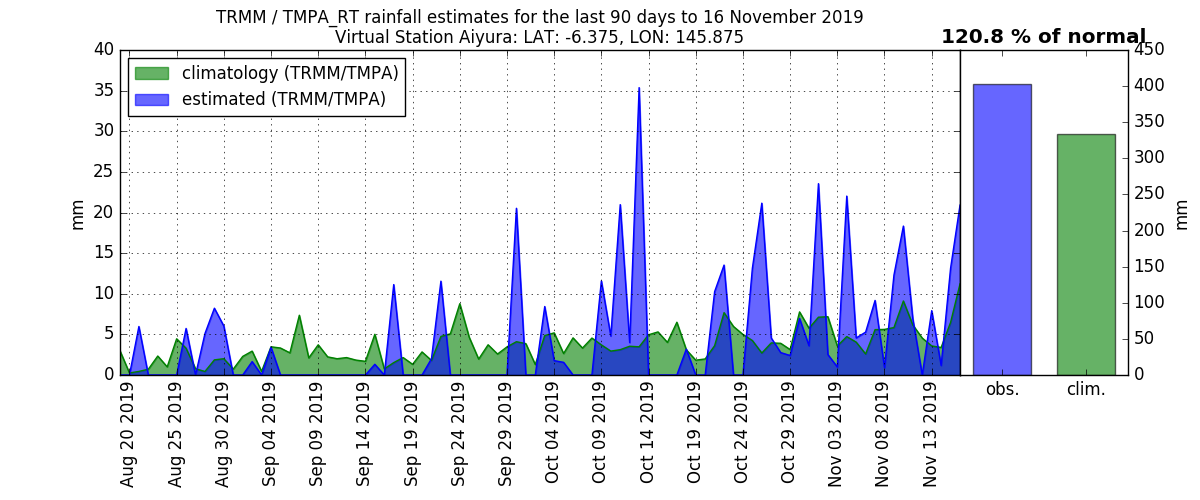 TRMM / TMPA_RT rainfall estimates for the last 90 days to 16 November 2019
Virtual Station Aiyura: LAT: -6.375, LON: 145.875
120.8 % of normal
climatology (TRMM/TMPA)
estimated (TRMM/TMPA)
mm
40
35
30
25
20
15
10
5
0
Aug 20 2019
Aug 25 2019
Aug 30 2019
Sep 04 2019
Sep 09 2019
Sep 14 2019
Sep 19 2019
Sep 24 2019
Sep 29 2019
Oct 04 2019
Oct 09 2019
Oct 14 2019
Oct 19 2019
Oct 24 2019
Oct 29 2019
Nov 03 2019
Nov 08 2019
Nov 13 2019
obs.
clim.
450
400
350
300
250
200
150
100
50
0
mm